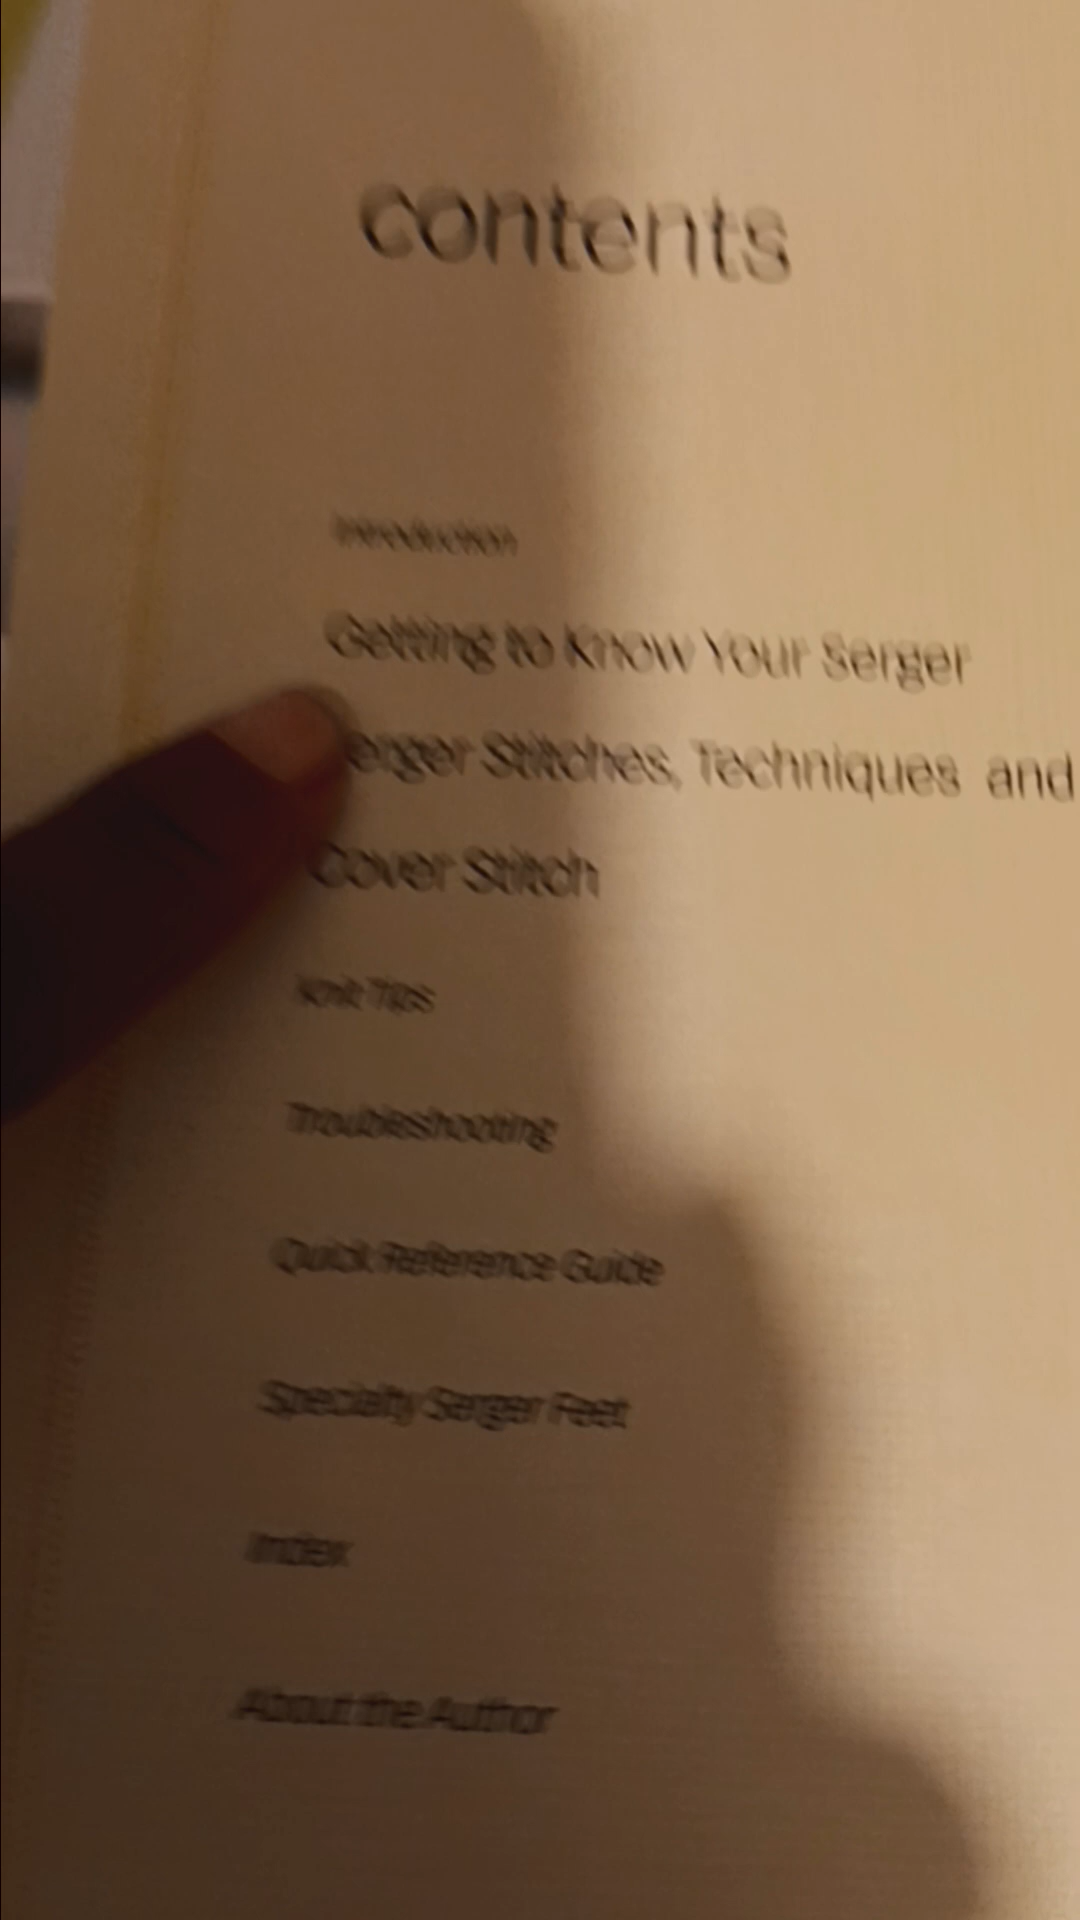 contents
Introduction
Getting to Know Your Serger
erger Stitches, Techniques and
Cover Stitch
Knit Tips
Troubleshooting
Quick Reference Guide
Specialty Serger Feet
Index
About the Author